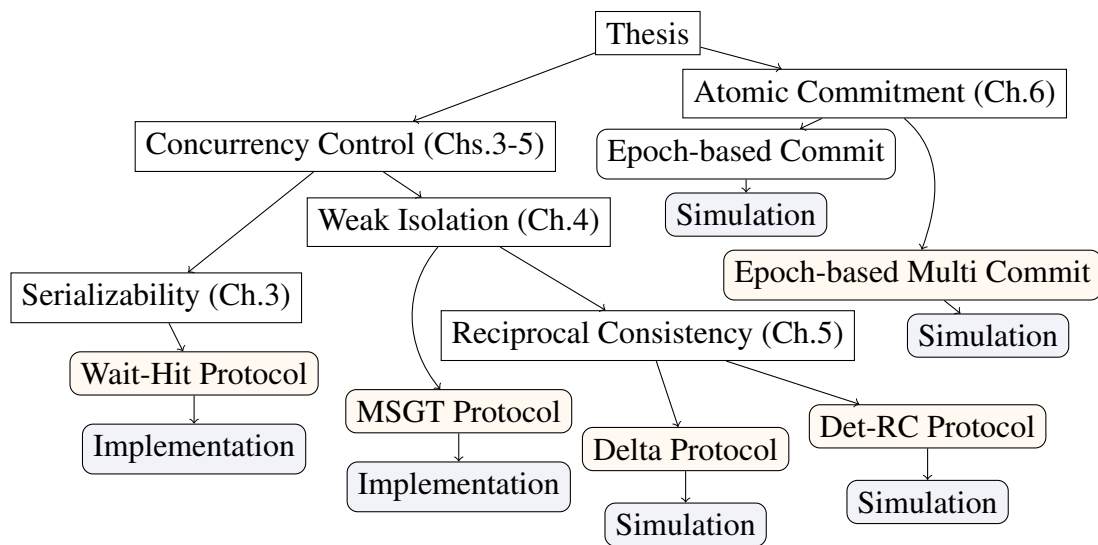 Thesis
Atomic Commitment (Ch.6)
Concurrency Control (Chs.3-5)
Epoch-based Commit
Simulation
Weak Isolation (Ch.4)
Epoch-based Multi Commit
Serializability (Ch.3)
Simulation
Reciprocal Consistency (Ch.5)
Wait-Hit Protocol
MSGT Protocol
Det-RC Protocol
Implementation
Delta Protocol
Implementation
Simulation
Simulation